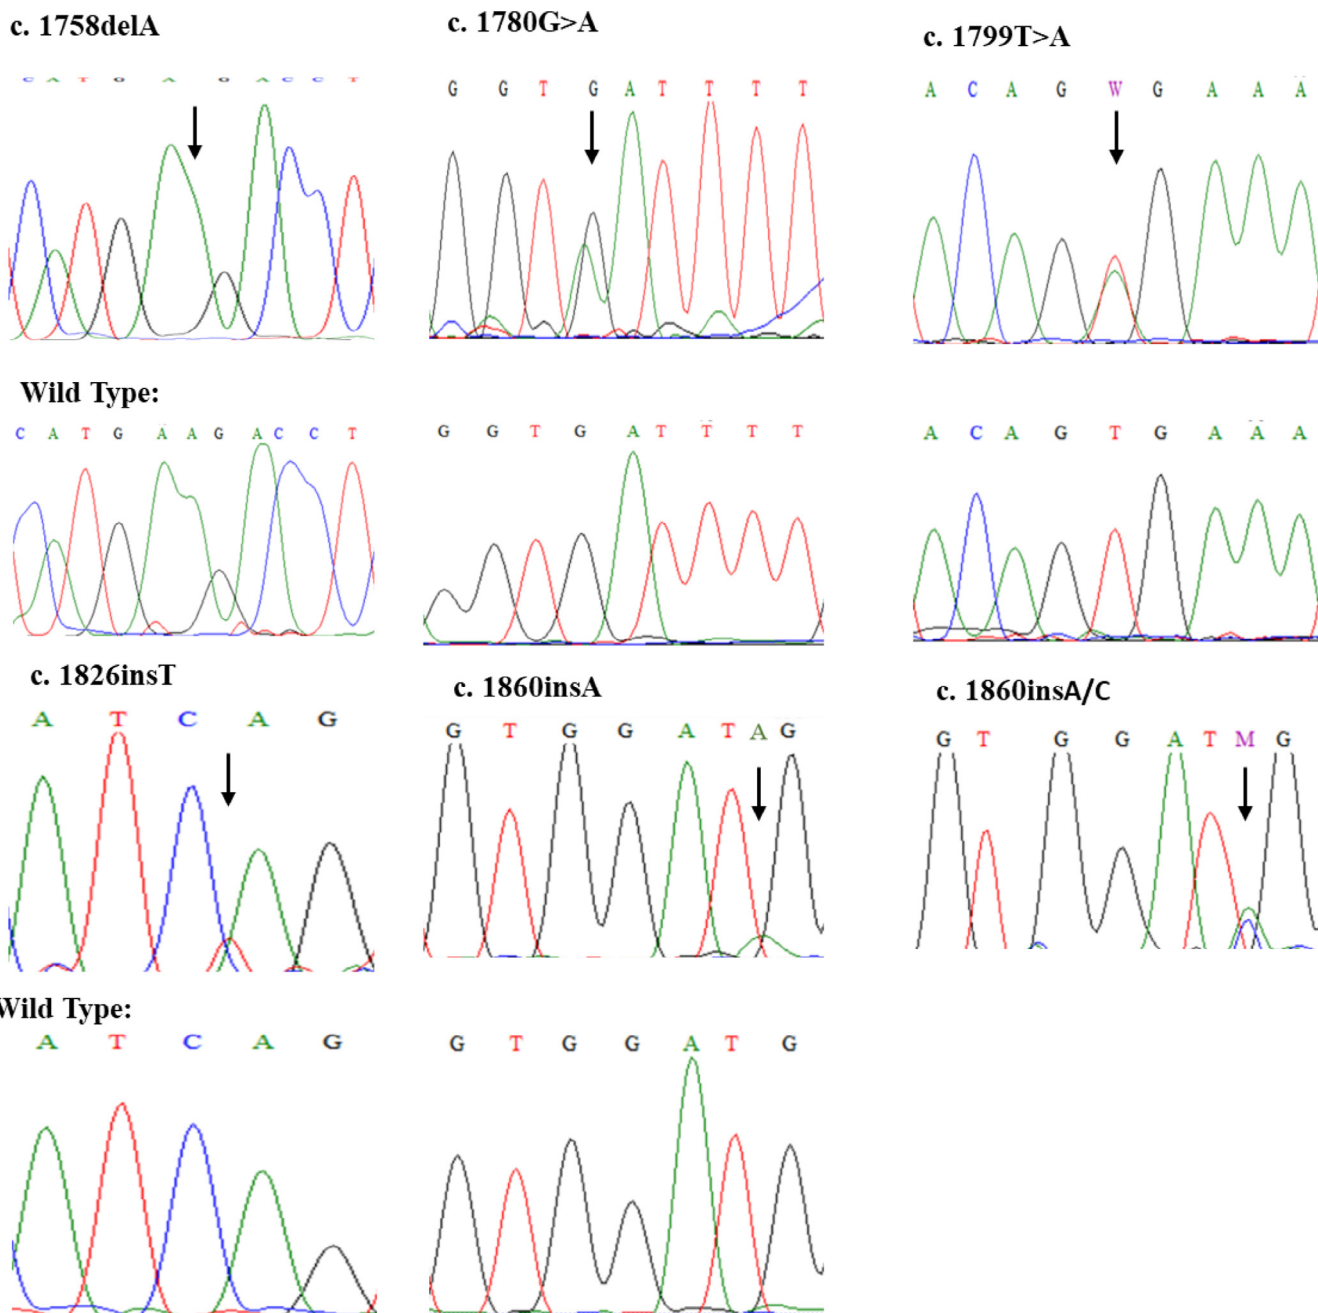 c. 1758delA
c. 1780G>A
c. 1799T>A
C A T G A G A C C T
G G T G A T T T T
A C A G W G A A A
Wild Type:
C A T G A A G A C C T
G G T G A T T T T
A C A G T G A A A
c. 1826insT
c. 1860insA
c. 1860insA/C
A T C A G
G T G G A T A G
G T G G A T M G
Wild Type:
A T C A G
G T G G A T G